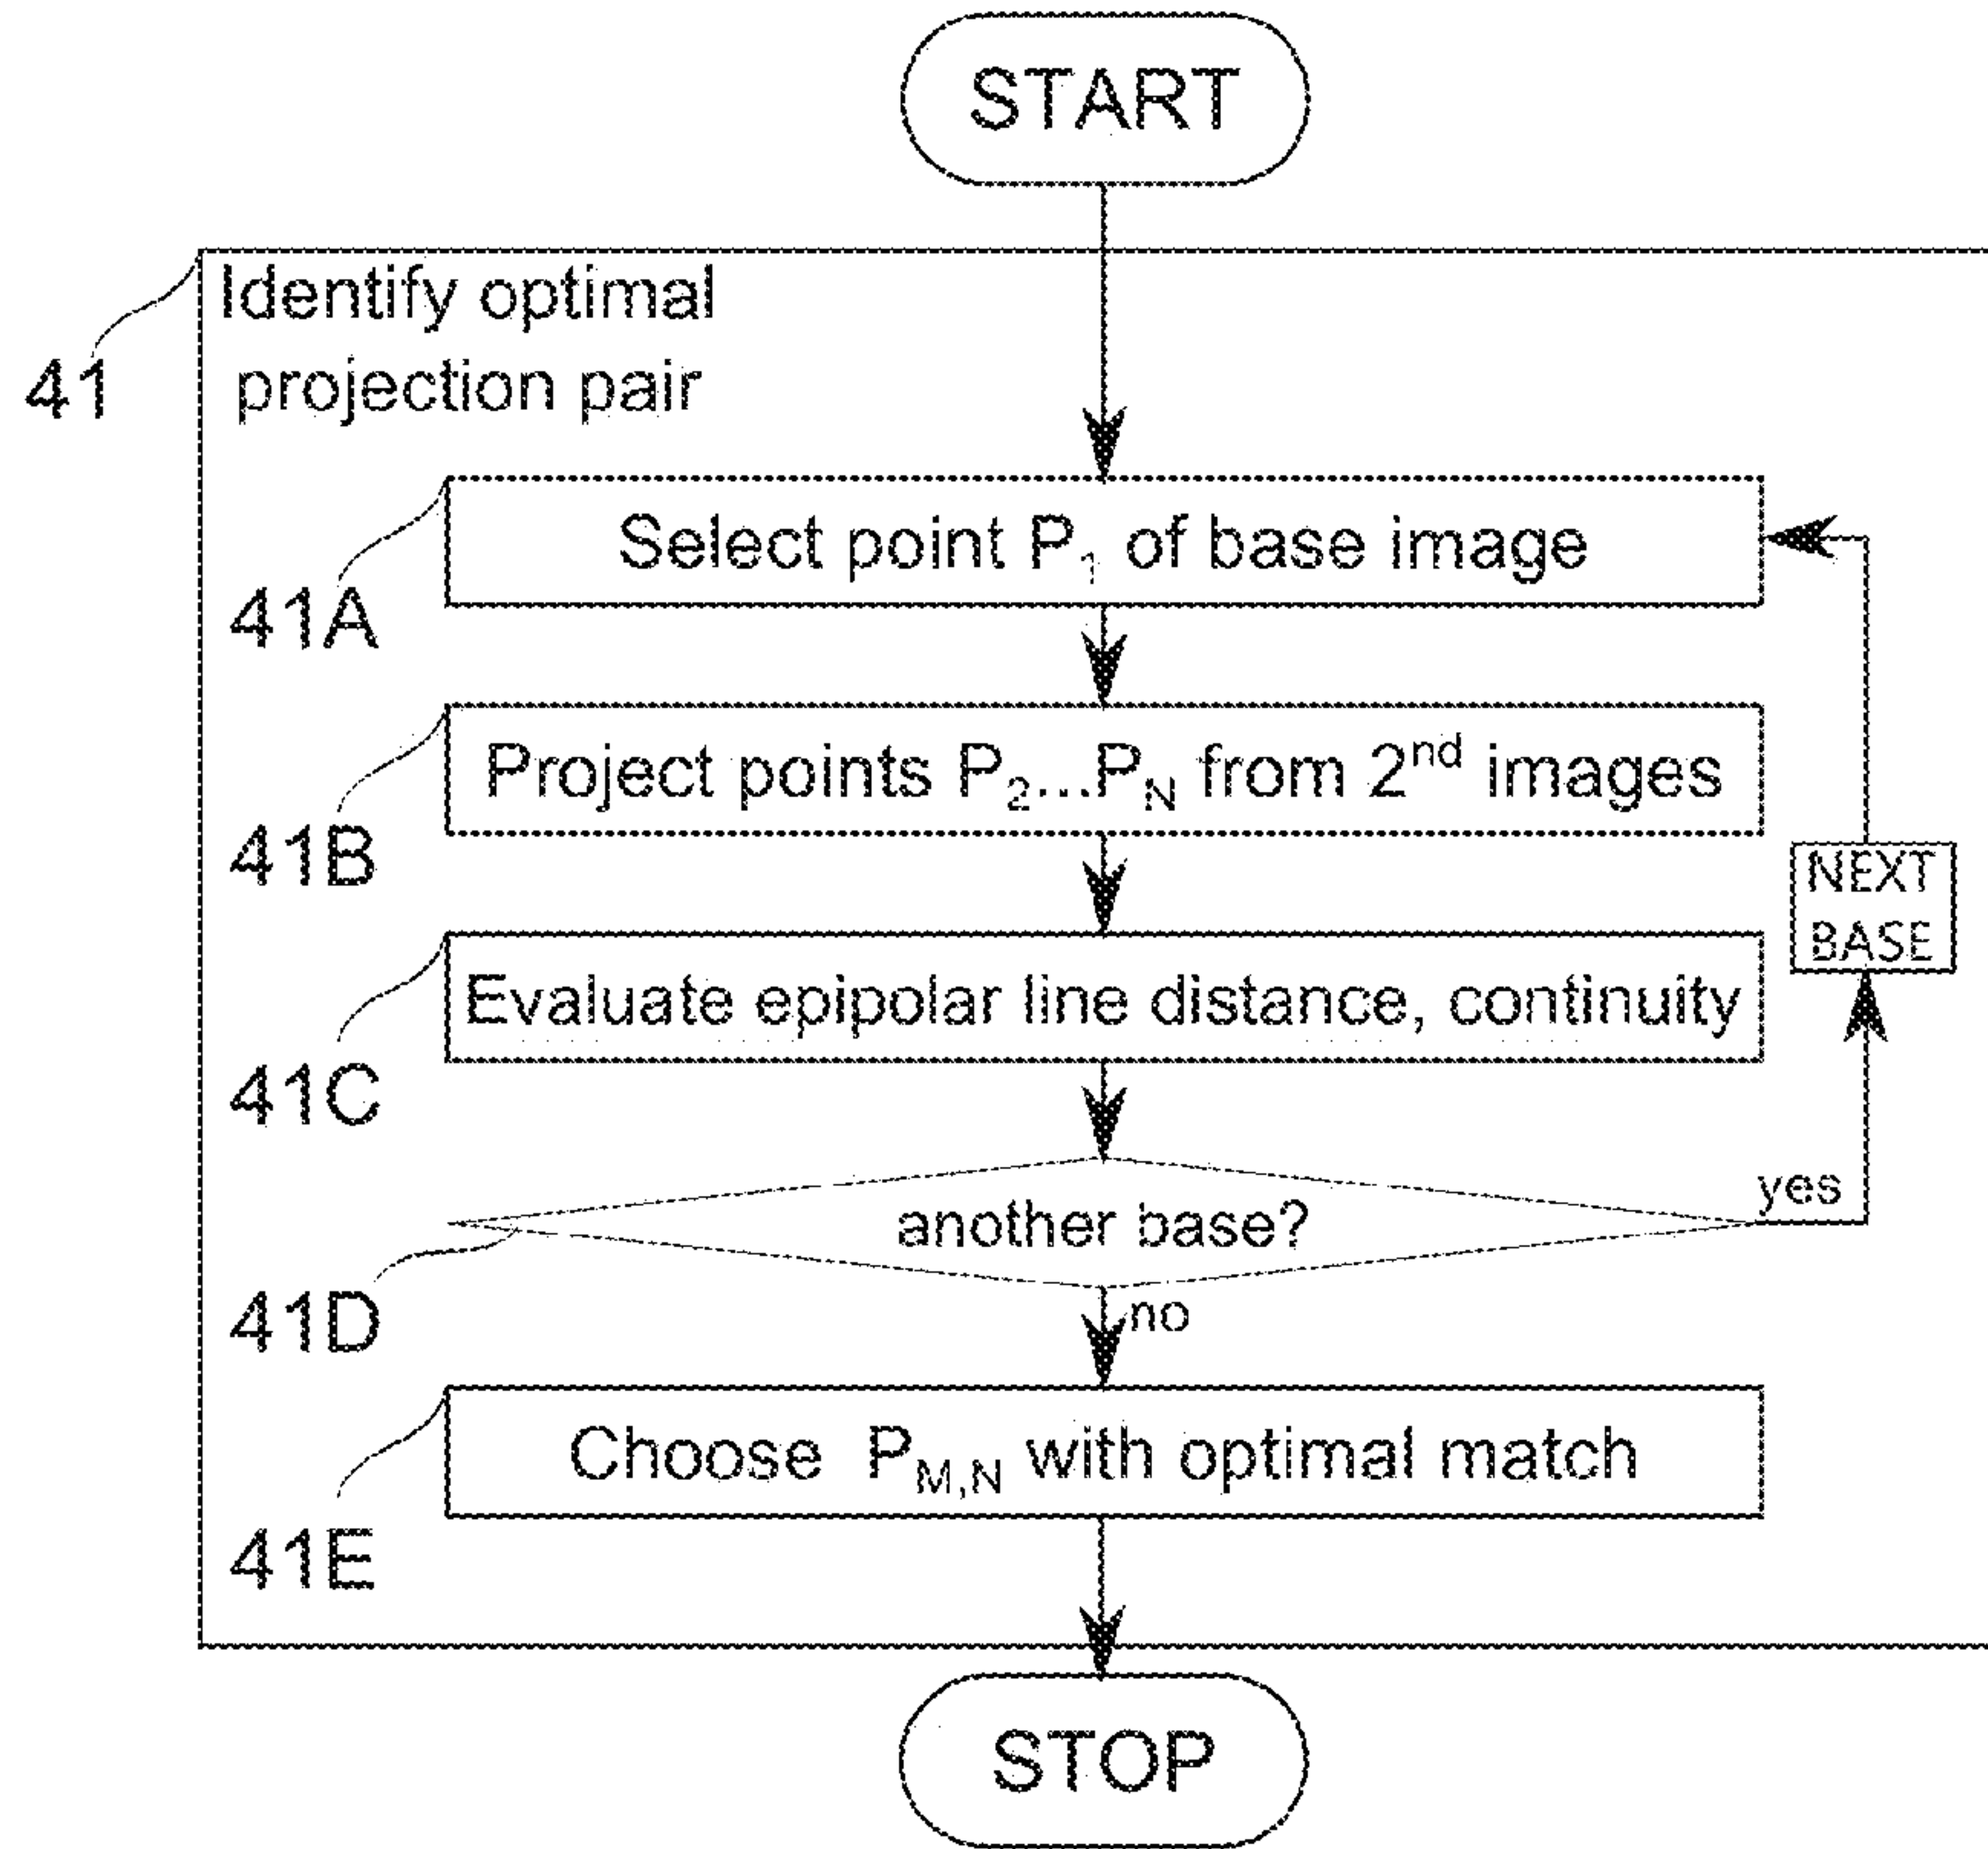 START
Identify optimal
projection pair
41
Select point P₁ of base image
41A
Project points P₂...P_N from 2ⁿᵈ images
41B
NEXT
BASE
Evaluate epipolar line distance, continuity
41C
another base?
yes
41D
no
Choose P_M,N with optimal match
41E
STOP